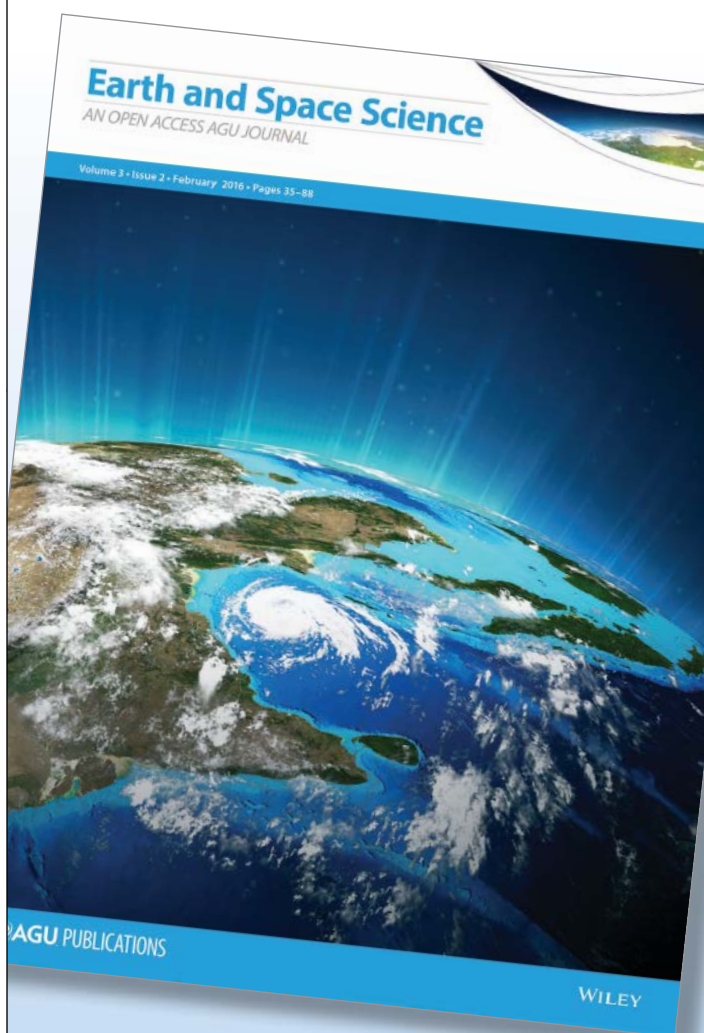 Earth and Space Science
AN OPEN ACCESS AGU JOURNAL
Volume 3 • Issue 2 • February 2016 • Pages 35–88
AGU PUBLICATIONS
WILEY